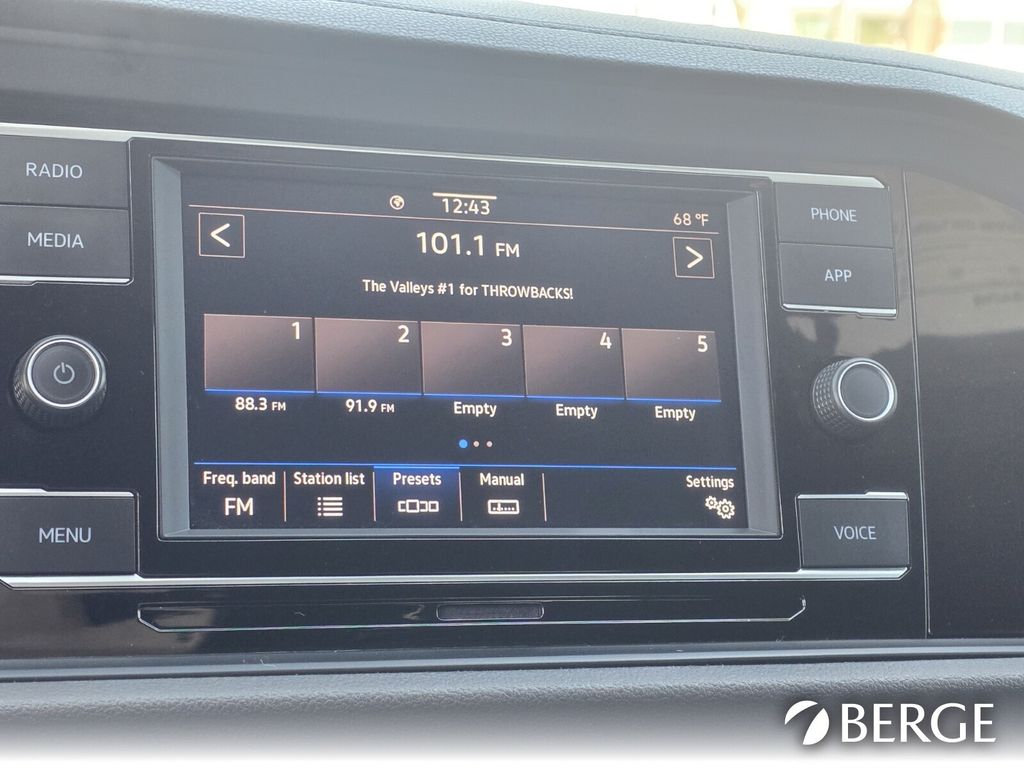 RADIO
MEDIA
MENU
12:43
68 °F
<
101.1 FM
>
The Valleys #1 for THROWBACKS!
1
2
3
4
5
88.3 FM
91.9 FM
Empty
Empty
Empty
Freq. band
FM
Station list
Presets
Manual
Settings
PHONE
APP
VOICE
BERGE